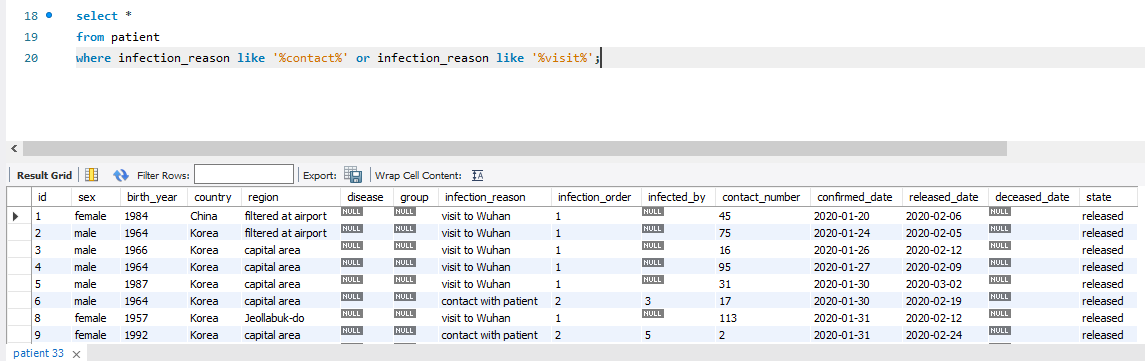 18 select *
19 from patient
20 where infection_reason like '%contact%' or infection_reason like '%visit%';
Result Grid Filter Rows: Export: Wrap Cell Content: IA
id sex birth_year country region disease group infection_reason infection_order infected_by contact_number confirmed_date released_date deceased_date state
1 female 1984 China filtered at airport NULL NULL visit to Wuhan 1 NULL 45 2020-01-20 2020-02-06 NULL released
2 male 1964 Korea filtered at airport NULL NULL visit to Wuhan 1 NULL 75 2020-01-24 2020-02-05 NULL released
3 male 1966 Korea capital area NULL NULL visit to Wuhan 1 NULL 16 2020-01-26 2020-02-12 NULL released
4 male 1964 Korea capital area NULL NULL visit to Wuhan 1 NULL 95 2020-01-27 2020-02-09 NULL released
5 male 1987 Korea capital area NULL NULL visit to Wuhan 1 NULL 31 2020-01-30 2020-03-02 NULL released
6 male 1964 Korea capital area NULL NULL contact with patient 2 3 17 2020-01-30 2020-02-19 NULL released
8 female 1957 Korea Jeollabuk-do NULL NULL visit to Wuhan 1 NULL 113 2020-01-31 2020-02-12 NULL released
9 female 1992 Korea capital area NULL NULL contact with patient 2 5 2 2020-01-31 2020-02-24 NULL released
patient 33